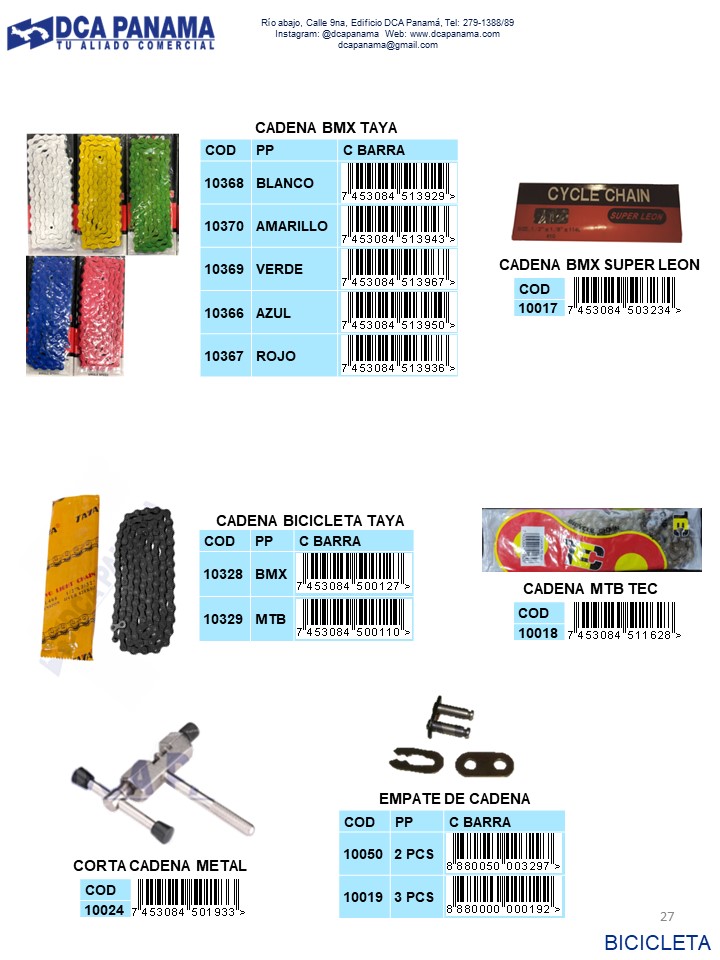 DCA PANAMA
TU ALIADO COMERCIAL
Río abajo, Calle 9na, Edificio DCA Panamá, Tel: 279-1388/89
Instagram: @dcapanama Web: www.dcapanama.com
dcapanama@gmail.com
CADENA BMX TAYA
COD PP C BARRA
10368 BLANCO 7 453084 513929 >
10370 AMARILLO 7 453084 513943 >
10369 VERDE 7 453084 513967 >
10366 AZUL 7 453084 513950 >
10367 ROJO 7 453084 513936 >
CYCLE CHAIN
SUPER LEON
CADENA BMX SUPER LEON
COD
10017 7 453084 503234 >
CADENA BICICLETA TAYA
COD PP C BARRA
10328 BMX 7 453084 500127 >
10329 MTB 7 453084 500110 >
TAYA
TEC
CADENA MTB TEC
COD
10018 7 453084 511628 >
CORTA CADENA METAL
COD
10024 7 453084 501933 >
EMPATE DE CADENA
COD PP C BARRA
10050 2 PCS 8 880050 003297 >
10019 3 PCS 8 880000 000192 >
27
BICICLETA